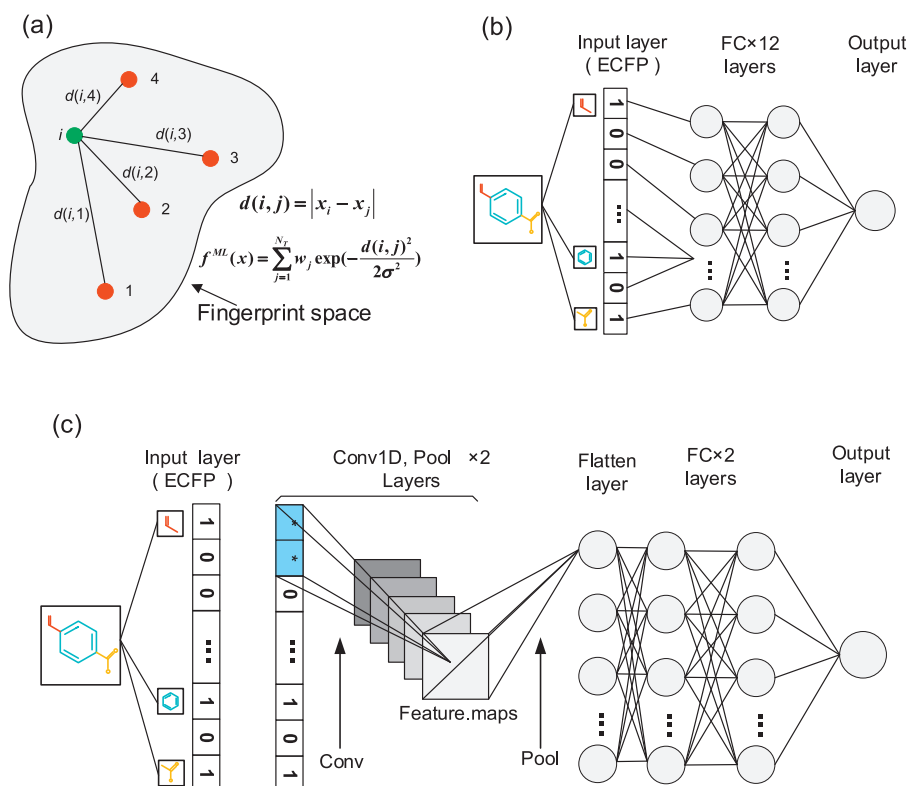 (a)
4
d(i,4)
i
d(i,3)
3
d(i,2)
d(i,1)
2
d(i, j) = |x_i − x_j|
f^{ML}(x) = \sum_{j=1}^{N_T} w_j exp(−\frac{d(i, j)^2}{2σ^2})
1
Fingerprint space
(b)
Input layer
( ECFP )
FC×12
layers
Output
layer
1
0
0
...
1
0
1
...
...
(c)
Input layer
( ECFP )
Conv1D, Pool ×2
Layers
Flatten
layer
FC×2
layers
Output
layer
1
0
0
...
1
0
1
*
*
0
...
1
0
1
Feature.maps
Conv
Pool
...
...
...